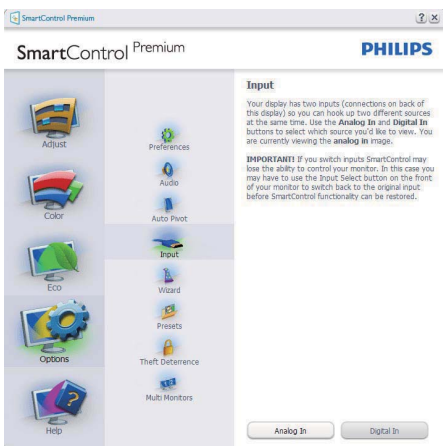 SmartControl Premium
SmartControl Premium
PHILIPS
Adjust
Color
Eco
Options
Help
Preferences
Audio
Auto Pivot
Input
Wizard
Presets
Theft Deterrence
Multi Monitors
Input
Your display has two inputs (connections on back of
this display) so you can hook up two different sources
at the same time. Use the Analog In and Digital In
buttons to select which source you'd like to view. You
are currently viewing the analog in image.
IMPORTANT! If you switch inputs SmartControl may
lose the ability to control your monitor. In this case you
may have to use the Input Select button on the front
of your monitor to switch back to the original input
before SmartControl functionality can be restored.
Analog In
Digital In